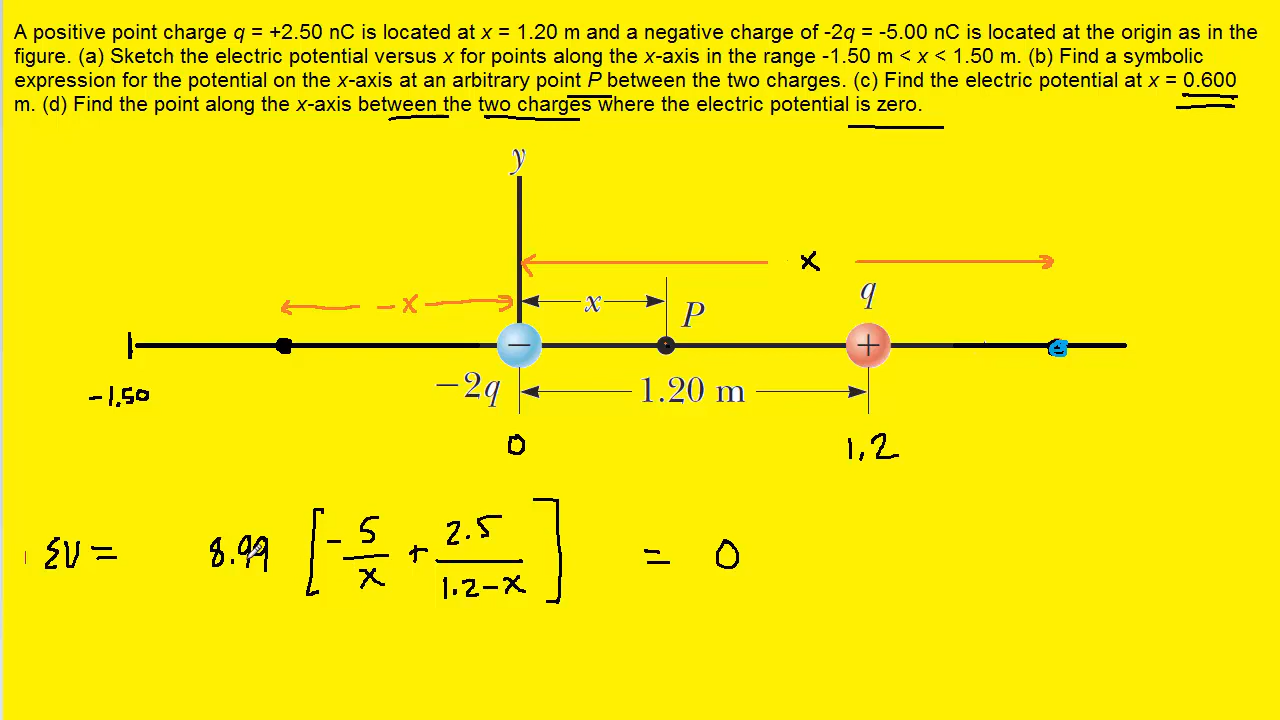 A positive point charge q = +2.50 nC is located at x = 1.20 m and a negative charge of -2q = -5.00 nC is located at the origin as in the
figure. (a) Sketch the electric potential versus x for points along the x-axis in the range -1.50 m < x < 1.50 m. (b) Find a symbolic
expression for the potential on the x-axis at an arbitrary point P between the two charges. (c) Find the electric potential at x = 0.600
m. (d) Find the point along the x-axis between the two charges where the electric potential is zero.
y
x
-x
x
P
q
−
+
-1.50
−2q
1.20 m
0
1.2
ΣV = 8.99 [ - 5/x + 2.5/1.2-x ] = 0